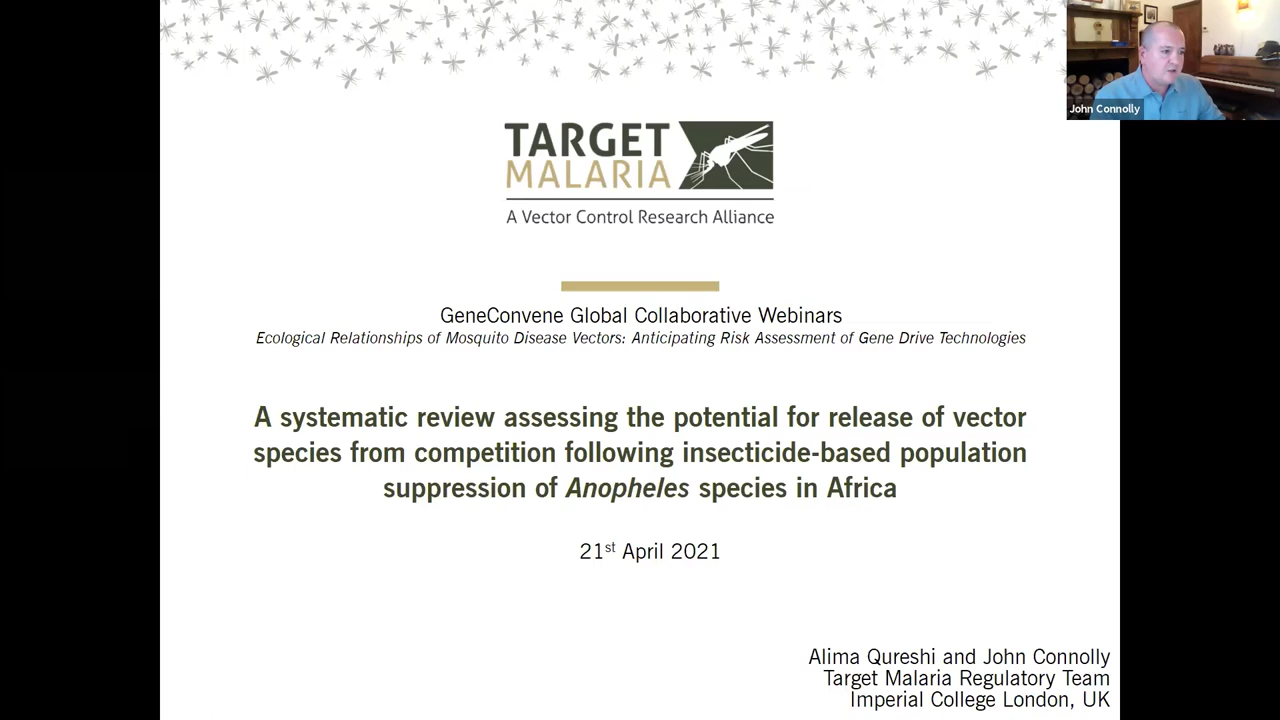 John Connolly
TARGET
MALARIA
A Vector Control Research Alliance
GeneConvene Global Collaborative Webinars
Ecological Relationships of Mosquito Disease Vectors: Anticipating Risk Assessment of Gene Drive Technologies
A systematic review assessing the potential for release of vector
species from competition following insecticide-based population
suppression of Anopheles species in Africa
21st April 2021
Alima Qureshi and John Connolly
Target Malaria Regulatory Team
Imperial College London, UK